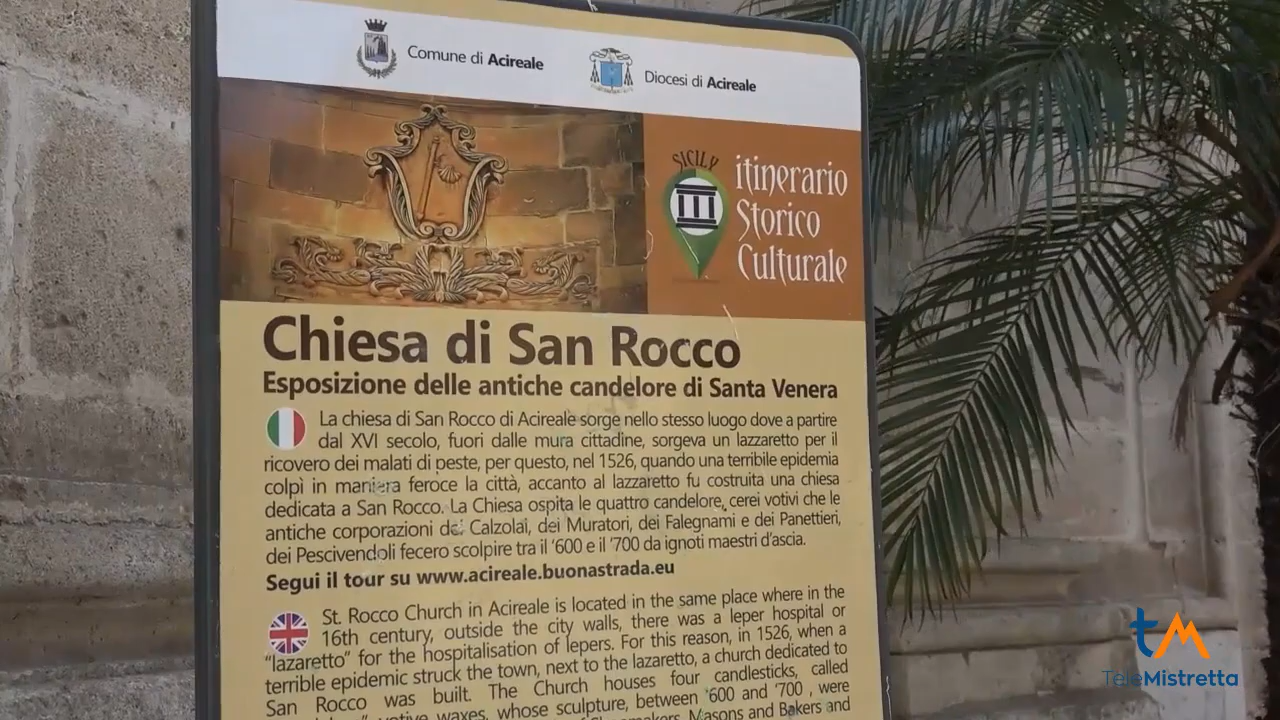 Comune di Acireale
Diocesi di Acireale
SICILY
itinerario
Storico
Culturale
Chiesa di San Rocco
Esposizione delle antiche candelore di Santa Venera
La chiesa di San Rocco di Acireale sorge nello stesso luogo dove a partire
dal XVI secolo, fuori dalle mura cittadine, sorgeva un lazzaretto per il
ricovero dei malati di peste, per questo, nel 1526, quando una terribile epidemia
colpì in maniera feroce la città, accanto al lazzaretto fu costruita una chiesa
dedicata a San Rocco. La Chiesa ospita le quattro candelore, cerei votivi che le
antiche corporazioni dei Calzolai, dei Muratori, dei Falegnami e dei Panettieri,
dei Pescivendoli fecero scolpire tra il '600 e il '700 da ignoti maestri d'ascia.
Segui il tour su www.acireale.buonastrada.eu
St. Rocco Church in Acireale is located in the same place where in the
16th century, outside the city walls, there was a leper hospital or
"lazaretto" for the hospitalisation of lepers. For this reason, in 1526, when a
terrible epidemic struck the town, next to the lazaretto, a church dedicated to
San Rocco was built. The Church houses four candlesticks, called
votive waxes, whose sculpture, between '600 and '700 , were
Masons and Bakers and
tM
TeleMistretta